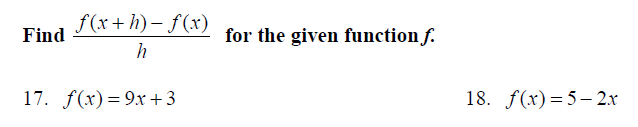 Find f(x+h)−f(x) / h for the given function f.
17. f(x)=9x+3 18. f(x)=5−2x